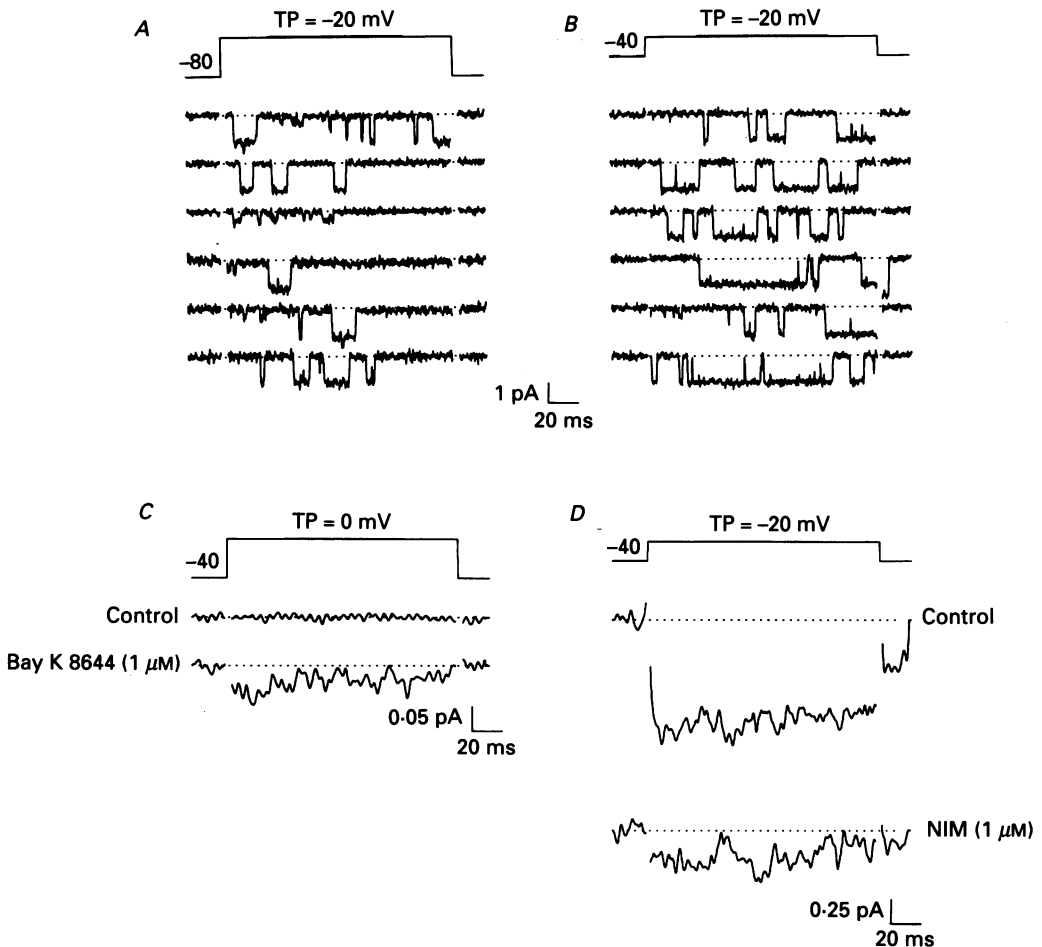 A
TP = –20 mV
–80
B
TP = –20 mV
–40
1 pA
20 ms
C
TP = 0 mV
–40
Control
Bay K 8644 (1 μM)
0·05 pA
20 ms
D
TP = –20 mV
–40
Control
NIM (1 μM)
0·25 pA
20 ms